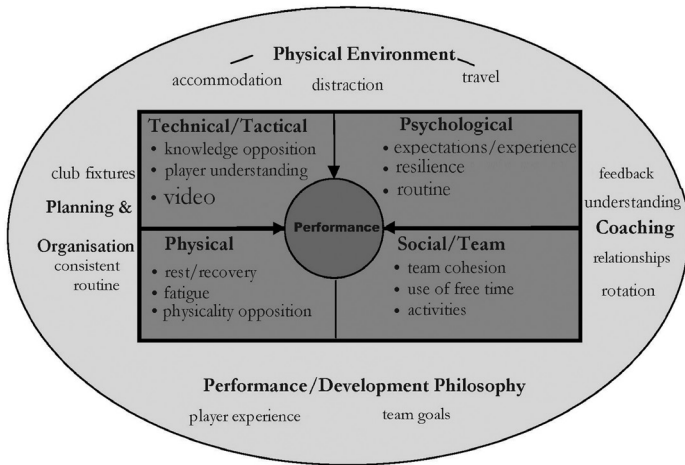 Physical Environment
accommodation
distraction
travel
Technical/Tactical
• knowledge opposition
• player understanding
• video
Psychological
• expectations/experience
• resilience
• routine
club fixtures
Planning &
Organisation
consistent
routine
Performance
feedback
understanding
Coaching
relationships
rotation
Physical
• rest/recovery
• fatigue
• physicality opposition
Social/Team
• team cohesion
• use of free time
• activities
Performance/Development Philosophy
player experience
team goals